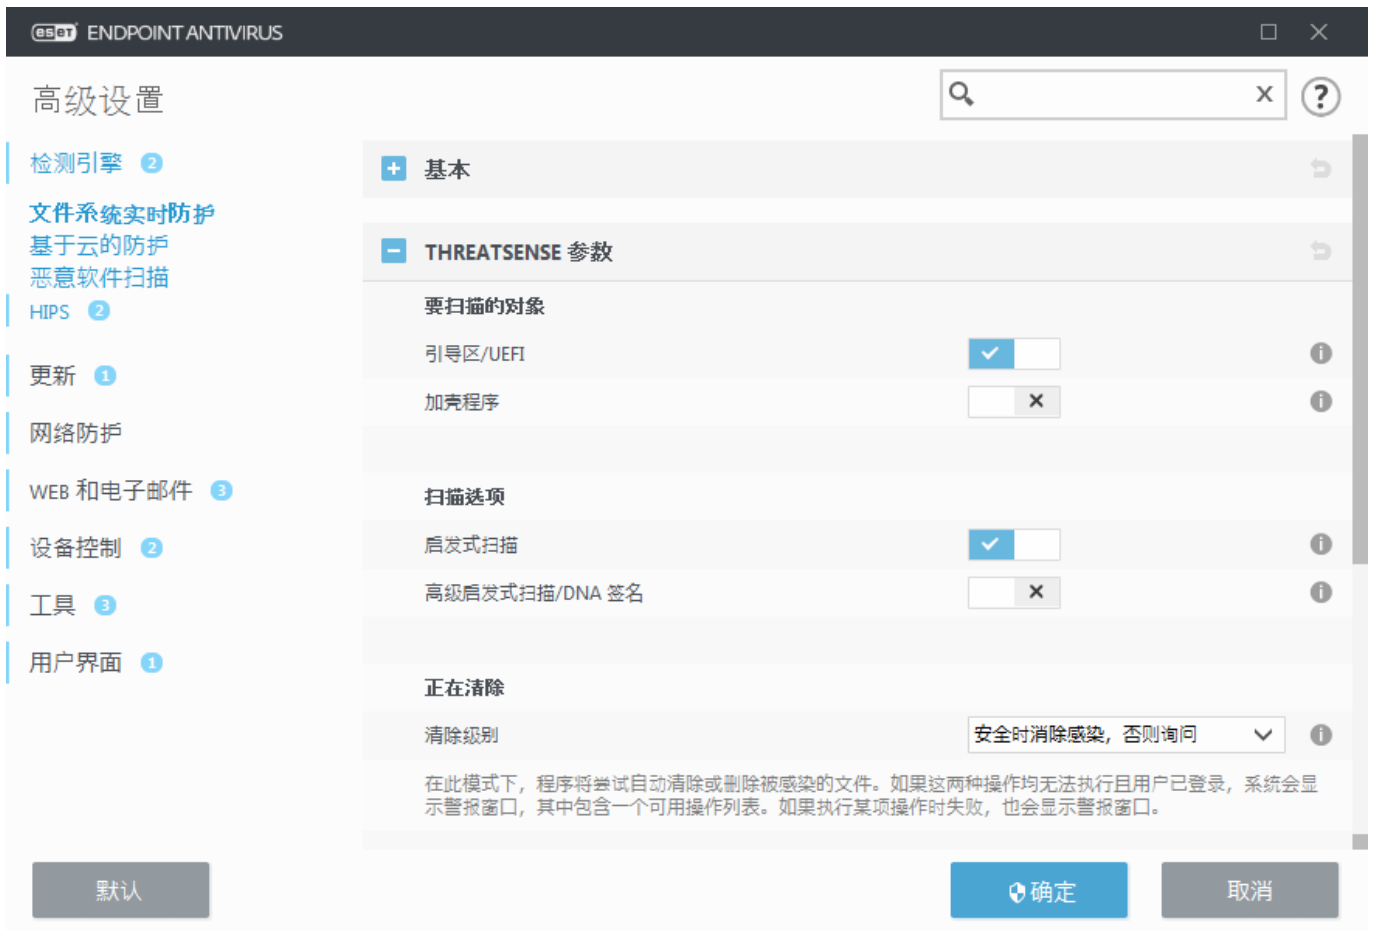 eset ENDPOINT ANTIVIRUS
高级设置
检测引擎 2
文件系统实时防护
基于云的防护
恶意软件扫描
HIPS 2
更新 1
网络防护
WEB 和电子邮件 3
设备控制 2
工具 3
用户界面 1
基本
THREATSENSE 参数
要扫描的对象
引导区/UEFI
加壳程序
扫描选项
启发式扫描
高级启发式扫描/DNA 签名
正在清除
清除级别
安全时消除感染，否则询问
在此模式下，程序将尝试自动清除或删除被感染的文件。如果这两种操作均无法执行且用户已登录，系统会显
示警报窗口，其中包含一个可用操作列表。如果执行某项操作时失败，也会显示警报窗口。
默认
确定
取消